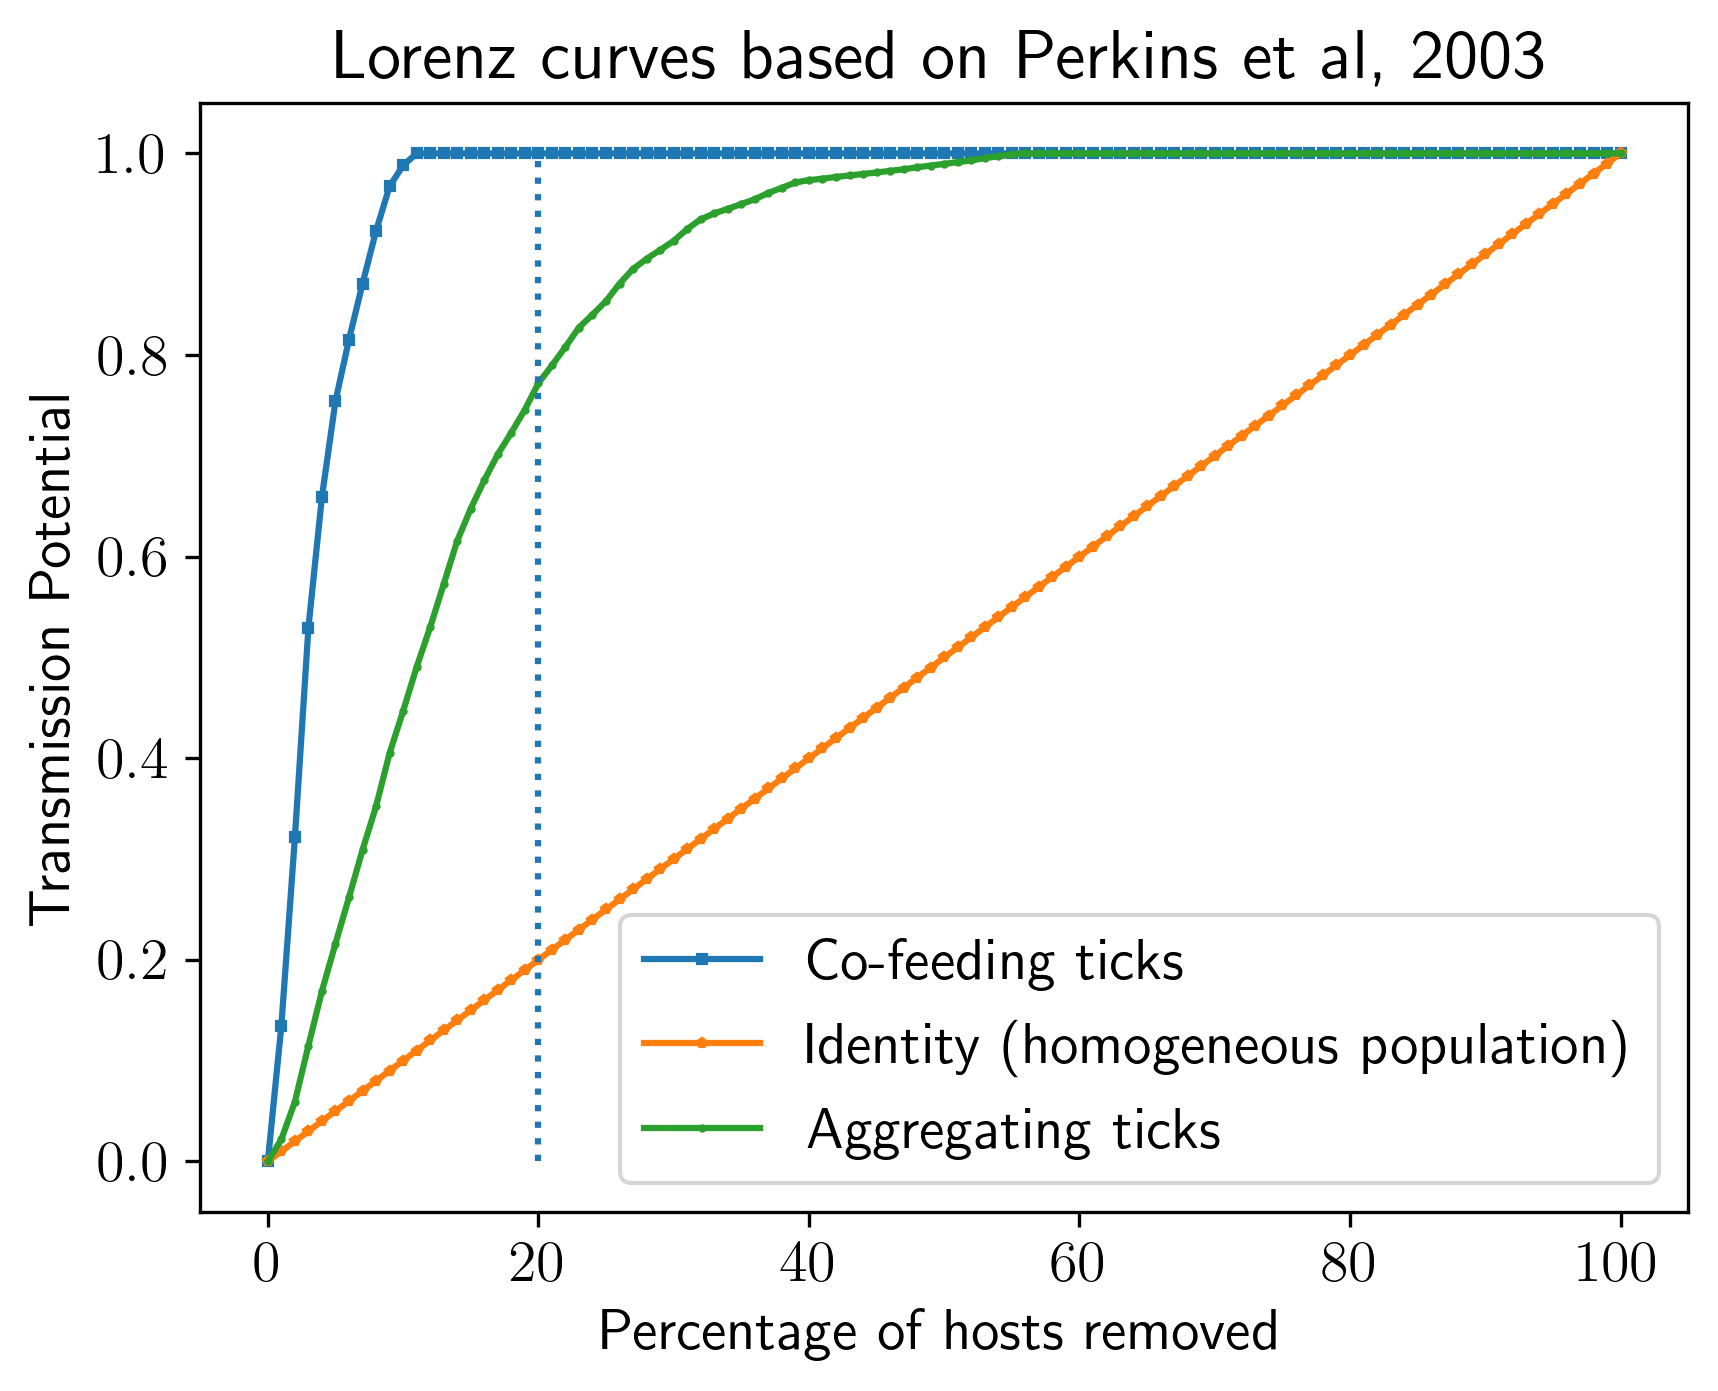 Lorenz curves based on Perkins et al, 2003
1.0
0.8
0.6
0.4
0.2
0.0
Transmission Potential
Co-feeding ticks
Identity (homogeneous population)
Aggregating ticks
0 20 40 60 80 100
Percentage of hosts removed